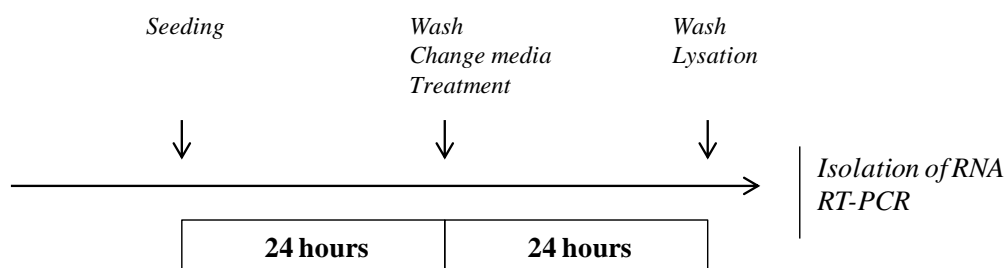 Seeding
Wash
Change media
Treatment
Wash
Lysation
Isolation of RNA
RT-PCR
24 hours
24 hours